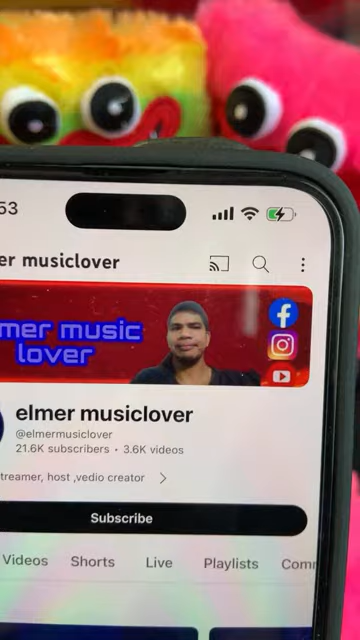 53
er musiclover
mer music
lover
elmer musiclover
@elmermusiclover
21.6K subscribers • 3.6K videos
treamer, host ,vedio creator
Subscribe
Videos Shorts Live Playlists Com